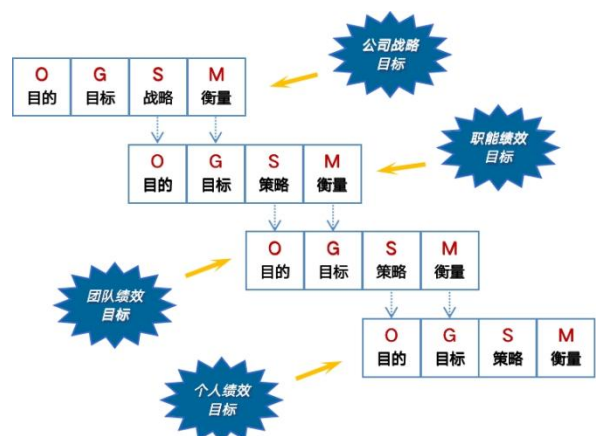 公司战略
目标
O G S M
目的 目标 战略 衡量
职能绩效
目标
O G S M
目的 目标 策略 衡量
O G S M
目的 目标 策略 衡量
团队绩效
目标
O G S M
目的 目标 策略 衡量
个人绩效
目标